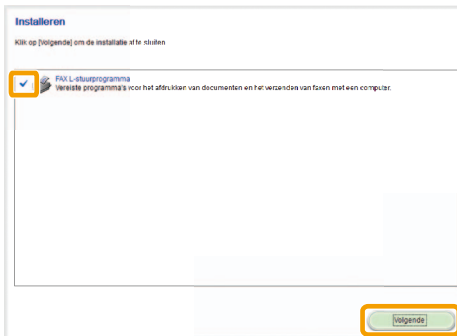 Installeren
Klik op [Volgende] om de installatie af te sluiten
FAX L-stuurprogramma
Vereiste programma's voor het afdrukken van documenten en het verzenden van faxen met een computer.
Volgende